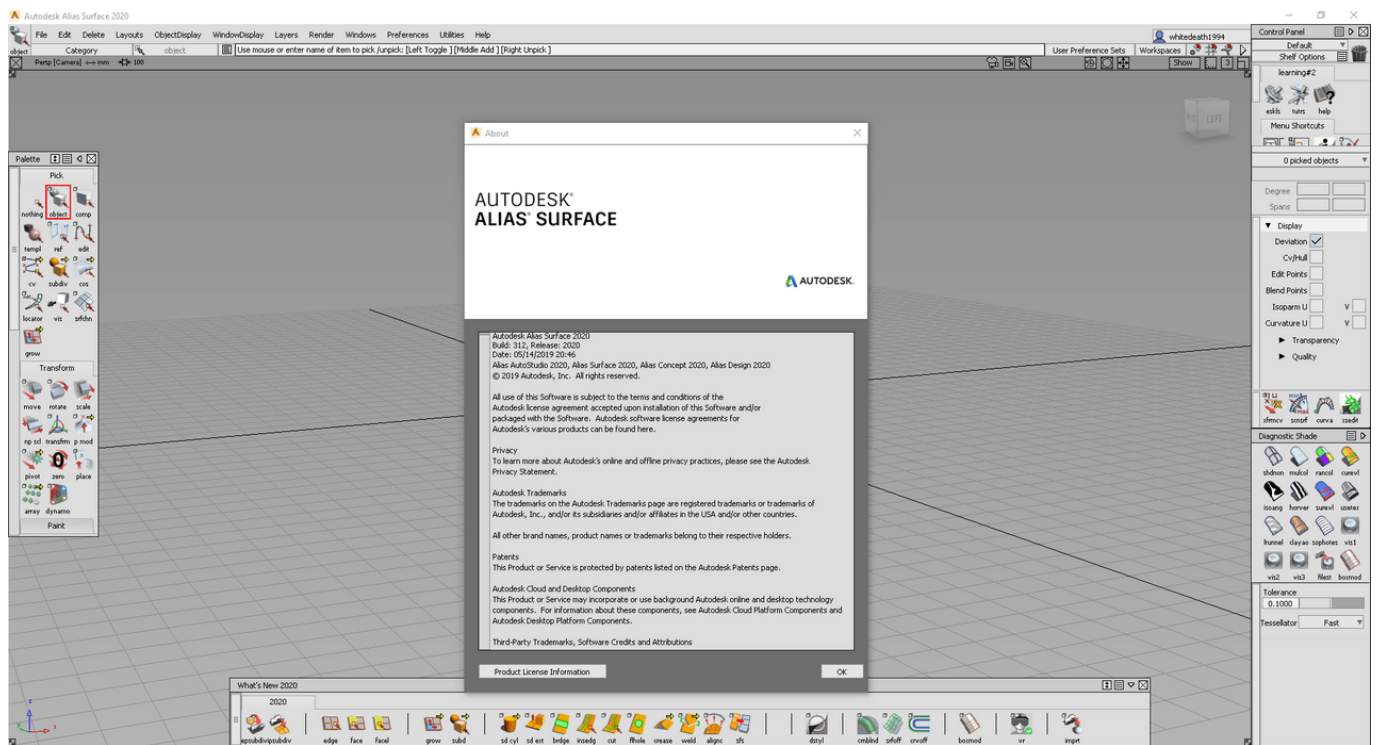 Autodesk Alias Surface 2020
File Edit Delete Layouts ObjectDisplay WindowDisplay Layers Render Windows Preferences Utilities Help
whitedeath1994
object Category object Use mouse or enter name of item to pick /unpick: [Left Toggle ] [Middle Add ] [Right Unpick ]
User Preference Sets Workspaces
Persp [Camera] mm 100
Show 3
LEFT
Palette
Pick
nothing object comp
templ ref edit
cv subdiv cos
locator vis srfchn
grow
Transform
move rotate scale
np scl transfm p mod
pivot zero place
array dynamo
Paint
About
AUTODESK®
ALIAS® SURFACE
AUTODESK.
Autodesk Alias Surface 2020
Build: 312, Release: 2020
Date: 05/14/2019 20:46
Alias AutoStudio 2020, Alias Surface 2020, Alias Concept 2020, Alias Design 2020
© 2019 Autodesk, Inc. All rights reserved.
All use of this Software is subject to the terms and conditions of the
Autodesk license agreement accepted upon installation of this Software and/or
packaged with the Software. Autodesk software license agreements for
Autodesk's various products can be found here.
Privacy
To learn more about Autodesk's online and offline privacy practices, please see the Autodesk
Privacy Statement.
Autodesk Trademarks
The trademarks on the Autodesk Trademarks page are registered trademarks or trademarks of
Autodesk, Inc., and/or its subsidiaries and/or affiliates in the USA and/or other countries.
All other brand names, product names or trademarks belong to their respective holders.
Patents
This Product or Service is protected by patents listed on the Autodesk Patents page.
Autodesk Cloud and Desktop Components
This Product or Service may incorporate or use background Autodesk online and desktop technology
components. For information about these components, see Autodesk Cloud Platform Components and
Autodesk Desktop Platform Components.
Third-Party Trademarks, Software Credits and Attributions
Product License Information
OK
What's New 2020
2020
epsubdivipsubdiv edge face facel grow subd sd cyl sd ext brdge insedg cut flhole crease weld alignc sfs dstyl cmblnd srfoff crvoff boxmod vr imprt
Control Panel
Default
Shelf Options
learning#2
eskls tutrs help
Menu Shortcuts
0 picked objects
Degree
Spans
Display
Deviation
Cv/Hull
Edit Points
Blend Points
Isoparm U V
Curvature U V
Transparency
Quality
sfmcv scnsrf curva xsedit
Diagnostic Shade
shdnon mulcol rancol curevl
isoang horver surevl usetex
ltunnel clayao sophotex vis1
vis2 vis3 filest boxmod
Tolerance
0.1000
Tessellator Fast